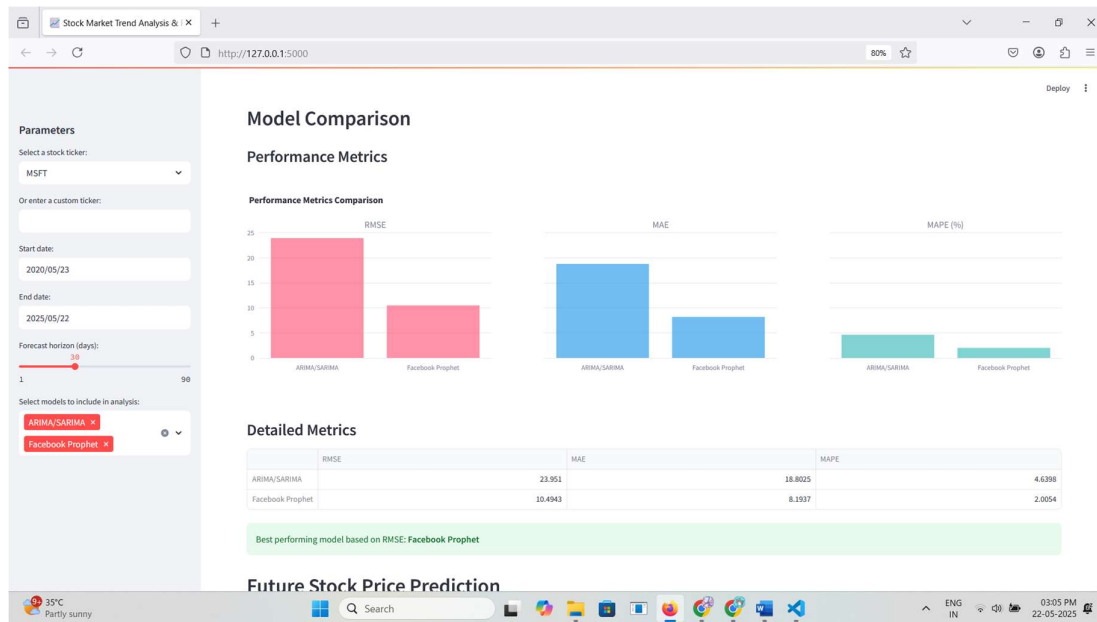 Stock Market Trend Analysis &
http://127.0.0.1:5000
80%
Deploy
Parameters
Select a stock ticker:
MSFT
Or enter a custom ticker:
Start date:
2020/05/23
End date:
2025/05/22
Forecast horizon (days):
30
1 90
Select models to include in analysis:
ARIMA/SARIMA ×
Facebook Prophet ×
Model Comparison
Performance Metrics
Performance Metrics Comparison
RMSE MAE MAPE (%)
25
20
15
10
5
0
ARIMA/SARIMA Facebook Prophet ARIMA/SARIMA Facebook Prophet ARIMA/SARIMA Facebook Prophet
Detailed Metrics
RMSE MAE MAPE
ARIMA/SARIMA 23.951 18.8025 4.6398
Facebook Prophet 10.4943 8.1937 2.0054
Best performing model based on RMSE: Facebook Prophet
Future Stock Price Prediction
9+ 35°C
Partly sunny
Search
ENG
IN
03:05 PM
22-05-2025